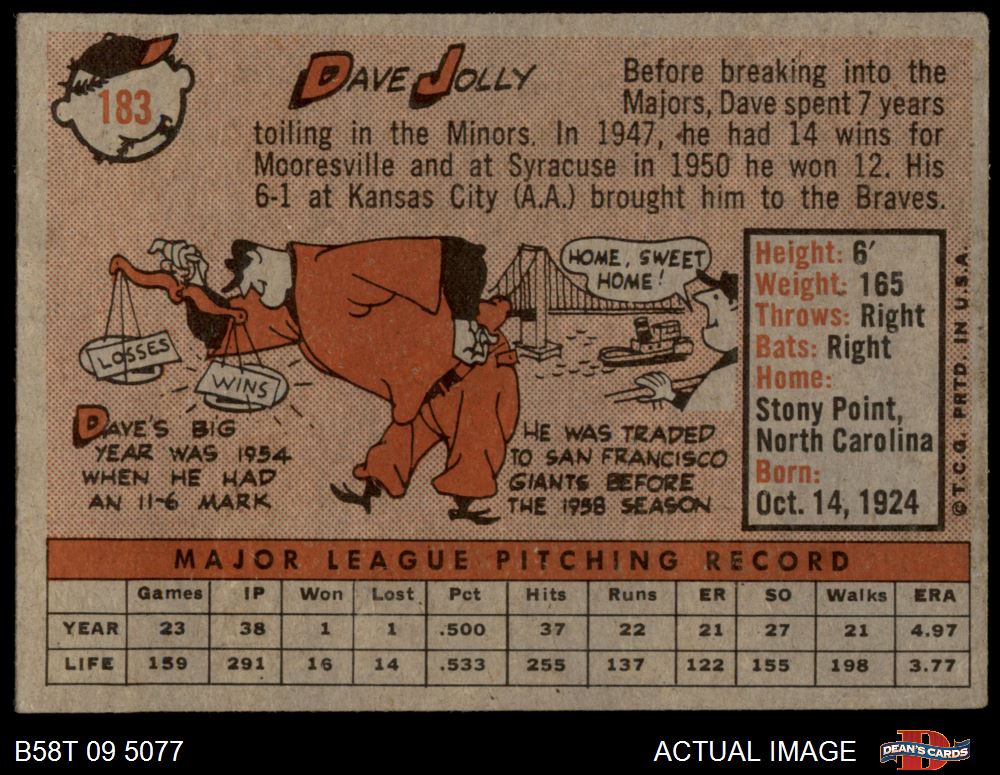 183
DAVE JOLLY
Before breaking into the
Majors, Dave spent 7 years
toiling in the Minors. In 1947, he had 14 wins for
Mooresville and at Syracuse in 1950 he won 12. His
6-1 at Kansas City (A.A.) brought him to the Braves.
LOSSES
WINS
DAVE'S BIG
YEAR WAS 1954
WHEN HE HAD
AN 11-6 MARK
HOME, SWEET
HOME!
HE WAS TRADED
TO SAN FRANCISCO
GIANTS BEFORE
THE 1958 SEASON
Height: 6'
Weight: 165
Throws: Right
Bats: Right
Home:
Stony Point,
North Carolina
Born:
Oct. 14, 1924
© T.C.G. PRTD. IN U.S.A.
MAJOR LEAGUE PITCHING RECORD
Games IP Won Lost Pct Hits Runs ER SO Walks ERA
YEAR 23 38 1 1 .500 37 22 21 27 21 4.97
LIFE 159 291 16 14 .533 255 137 122 155 198 3.77
B58T 09 5077
ACTUAL IMAGE
DEAN'S CARDS